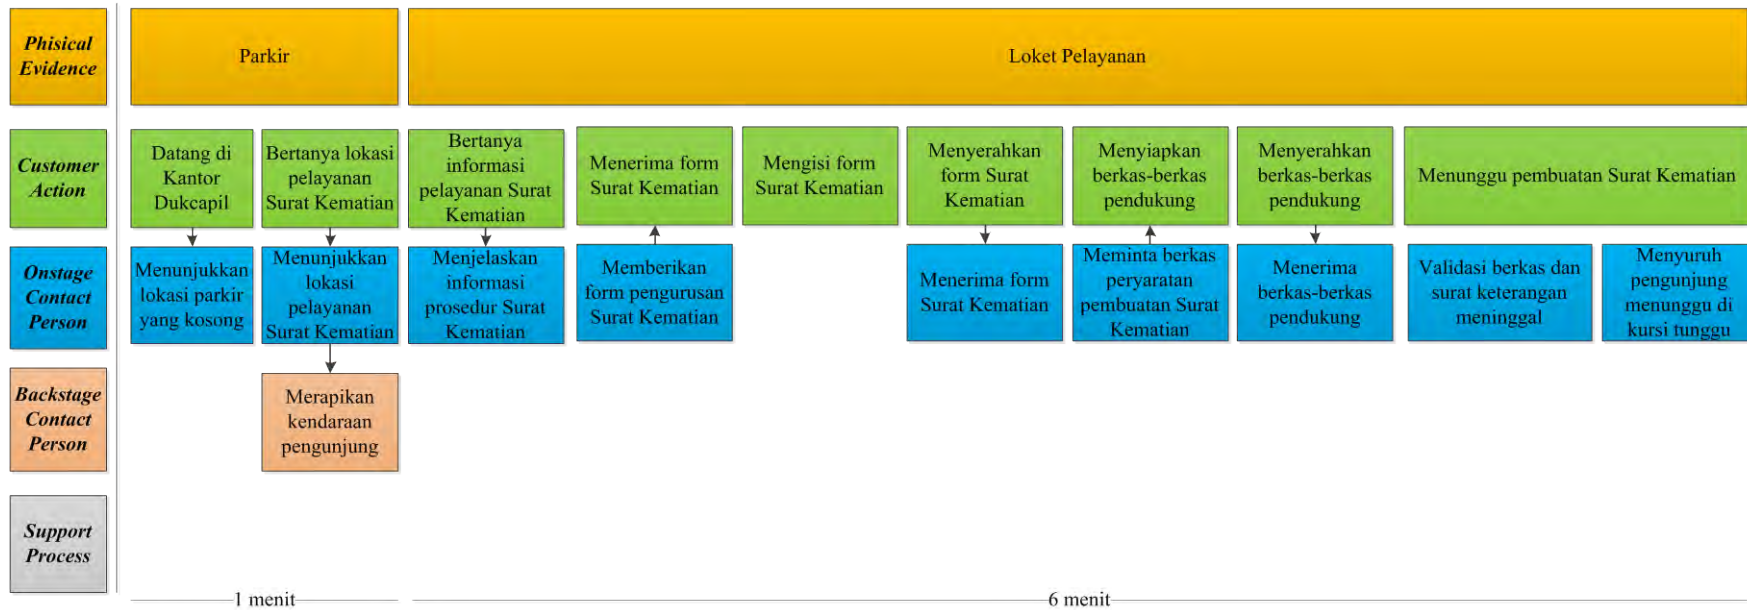 Phisical
Evidence
Parkir
Loket Pelayanan
Customer
Action
Datang di
Kantor
Dukcapil
Bertanya lokasi
pelayanan
Surat Kematian
Bertanya
informasi
pelayanan Surat
Kematian
Menerima form
Surat Kematian
Mengisi form
Surat Kematian
Menyerahkan
form Surat
Kematian
Menyiapkan
berkas-berkas
pendukung
Menyerahkan
berkas-berkas
pendukung
Menunggu pembuatan Surat Kematian
Onstage
Contact
Person
Menunjukkan
lokasi parkir
yang kosong
Menunjukkan
lokasi
pelayanan
Surat Kematian
Menjelaskan
informasi
prosedur Surat
Kematian
Memberikan
form pengurusan
Surat Kematian
Menerima form
Surat Kematian
Meminta berkas
peryaratan
pembuatan Surat
Kematian
Menerima
berkas-berkas
pendukung
Validasi berkas dan
surat keterangan
meninggal
Menyuruh
pengunjung
menunggu di
kursi tunggu
Backstage
Contact
Person
Merapikan
kendaraan
pengunjung
Support
Process
1 menit
6 menit